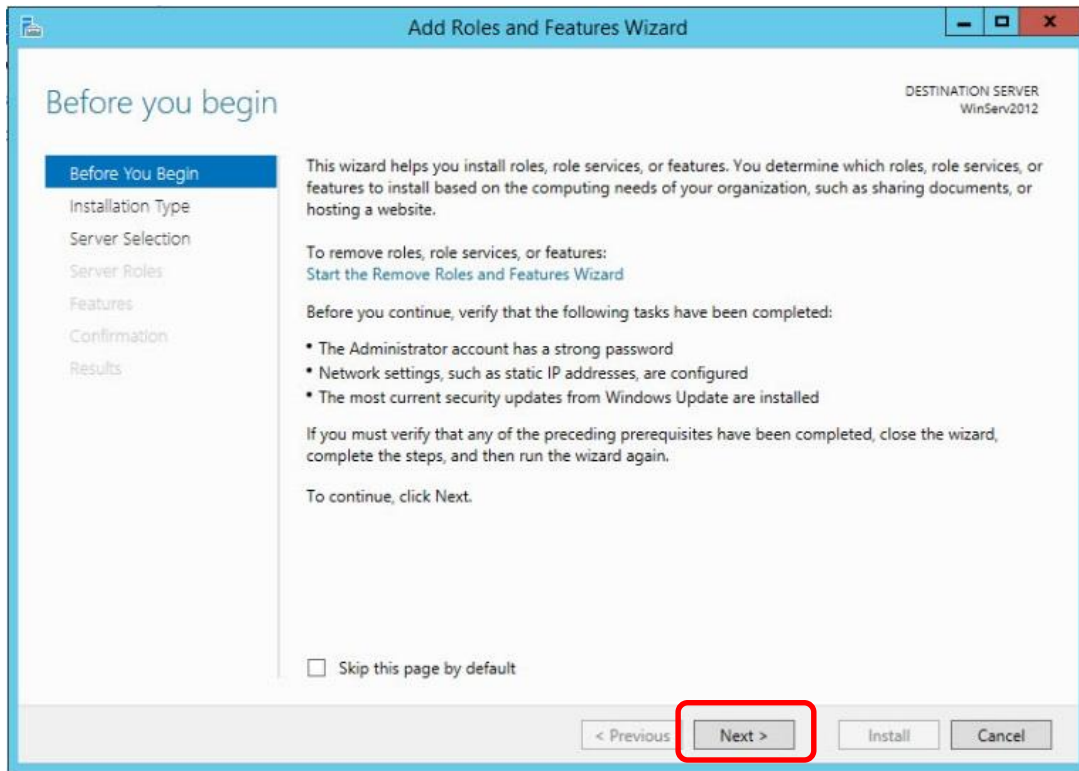 Add Roles and Features Wizard
Before you begin
DESTINATION SERVER
WinServ2012
Before You Begin
Installation Type
Server Selection
Server Roles
Features
Confirmation
Results
This wizard helps you install roles, role services, or features. You determine which roles, role services, or
features to install based on the computing needs of your organization, such as sharing documents, or
hosting a website.
To remove roles, role services, or features:
Start the Remove Roles and Features Wizard
Before you continue, verify that the following tasks have been completed:
• The Administrator account has a strong password
• Network settings, such as static IP addresses, are configured
• The most current security updates from Windows Update are installed
If you must verify that any of the preceding prerequisites have been completed, close the wizard,
complete the steps, and then run the wizard again.
To continue, click Next.
Skip this page by default
< Previous
Next >
Install
Cancel